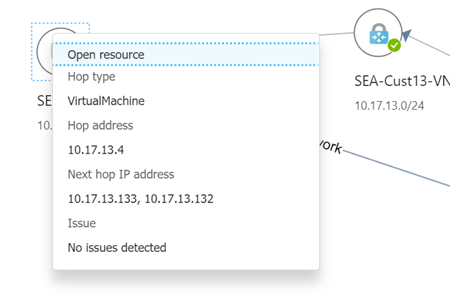 Open resource
Hop type
VirtualMachine
Hop address
10.17.13.4
Next hop IP address
10.17.13.133, 10.17.13.132
Issue
No issues detected
SE
10.
SEA-Cust13-VN
10.17.13.0/24
work